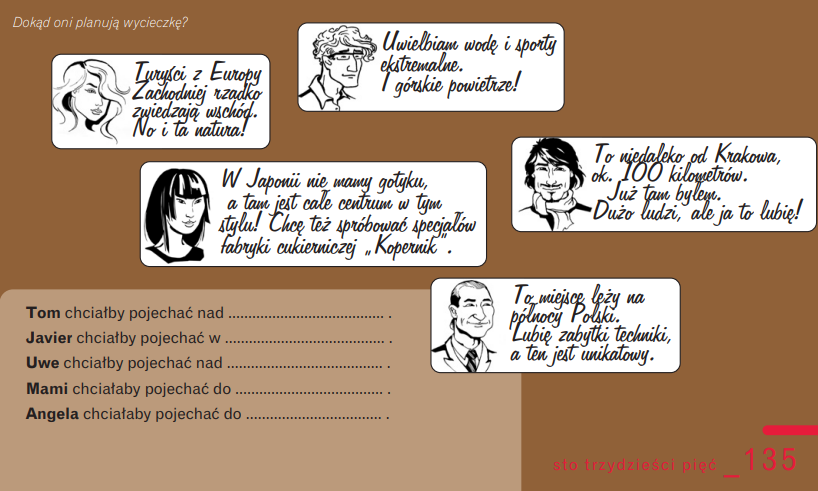 Dokąd oni planują wycieczkę?
Turyści z Europy
Zachodniej rzadko
zwiedzają wschód.
No i ta natura!
Uwielbiam wodę i sporty
ekstremalne.
I górskie powietrze!
W Japonii nie mamy gotyku,
a tam jest całe centrum w tym
stylu! Chcę też spróbować specjałów
fabryki cukierniczej „Kopernik”.
To niedaleko od Krakowa,
ok. 100 kilometrów.
Już tam byłem.
Dużo ludzi, ale ja to lubię!
To miejsce leży na
północy Polski.
Lubię zabytki techniki,
a ten jest unikatowy.
Tom chciałby pojechać nad .................................. .
Javier chciałby pojechać w .................................. .
Uwe chciałby pojechać nad .................................. .
Mami chciałaby pojechać do .................................. .
Angela chciałaby pojechać do .................................. .
sto trzydzieści pięć _135